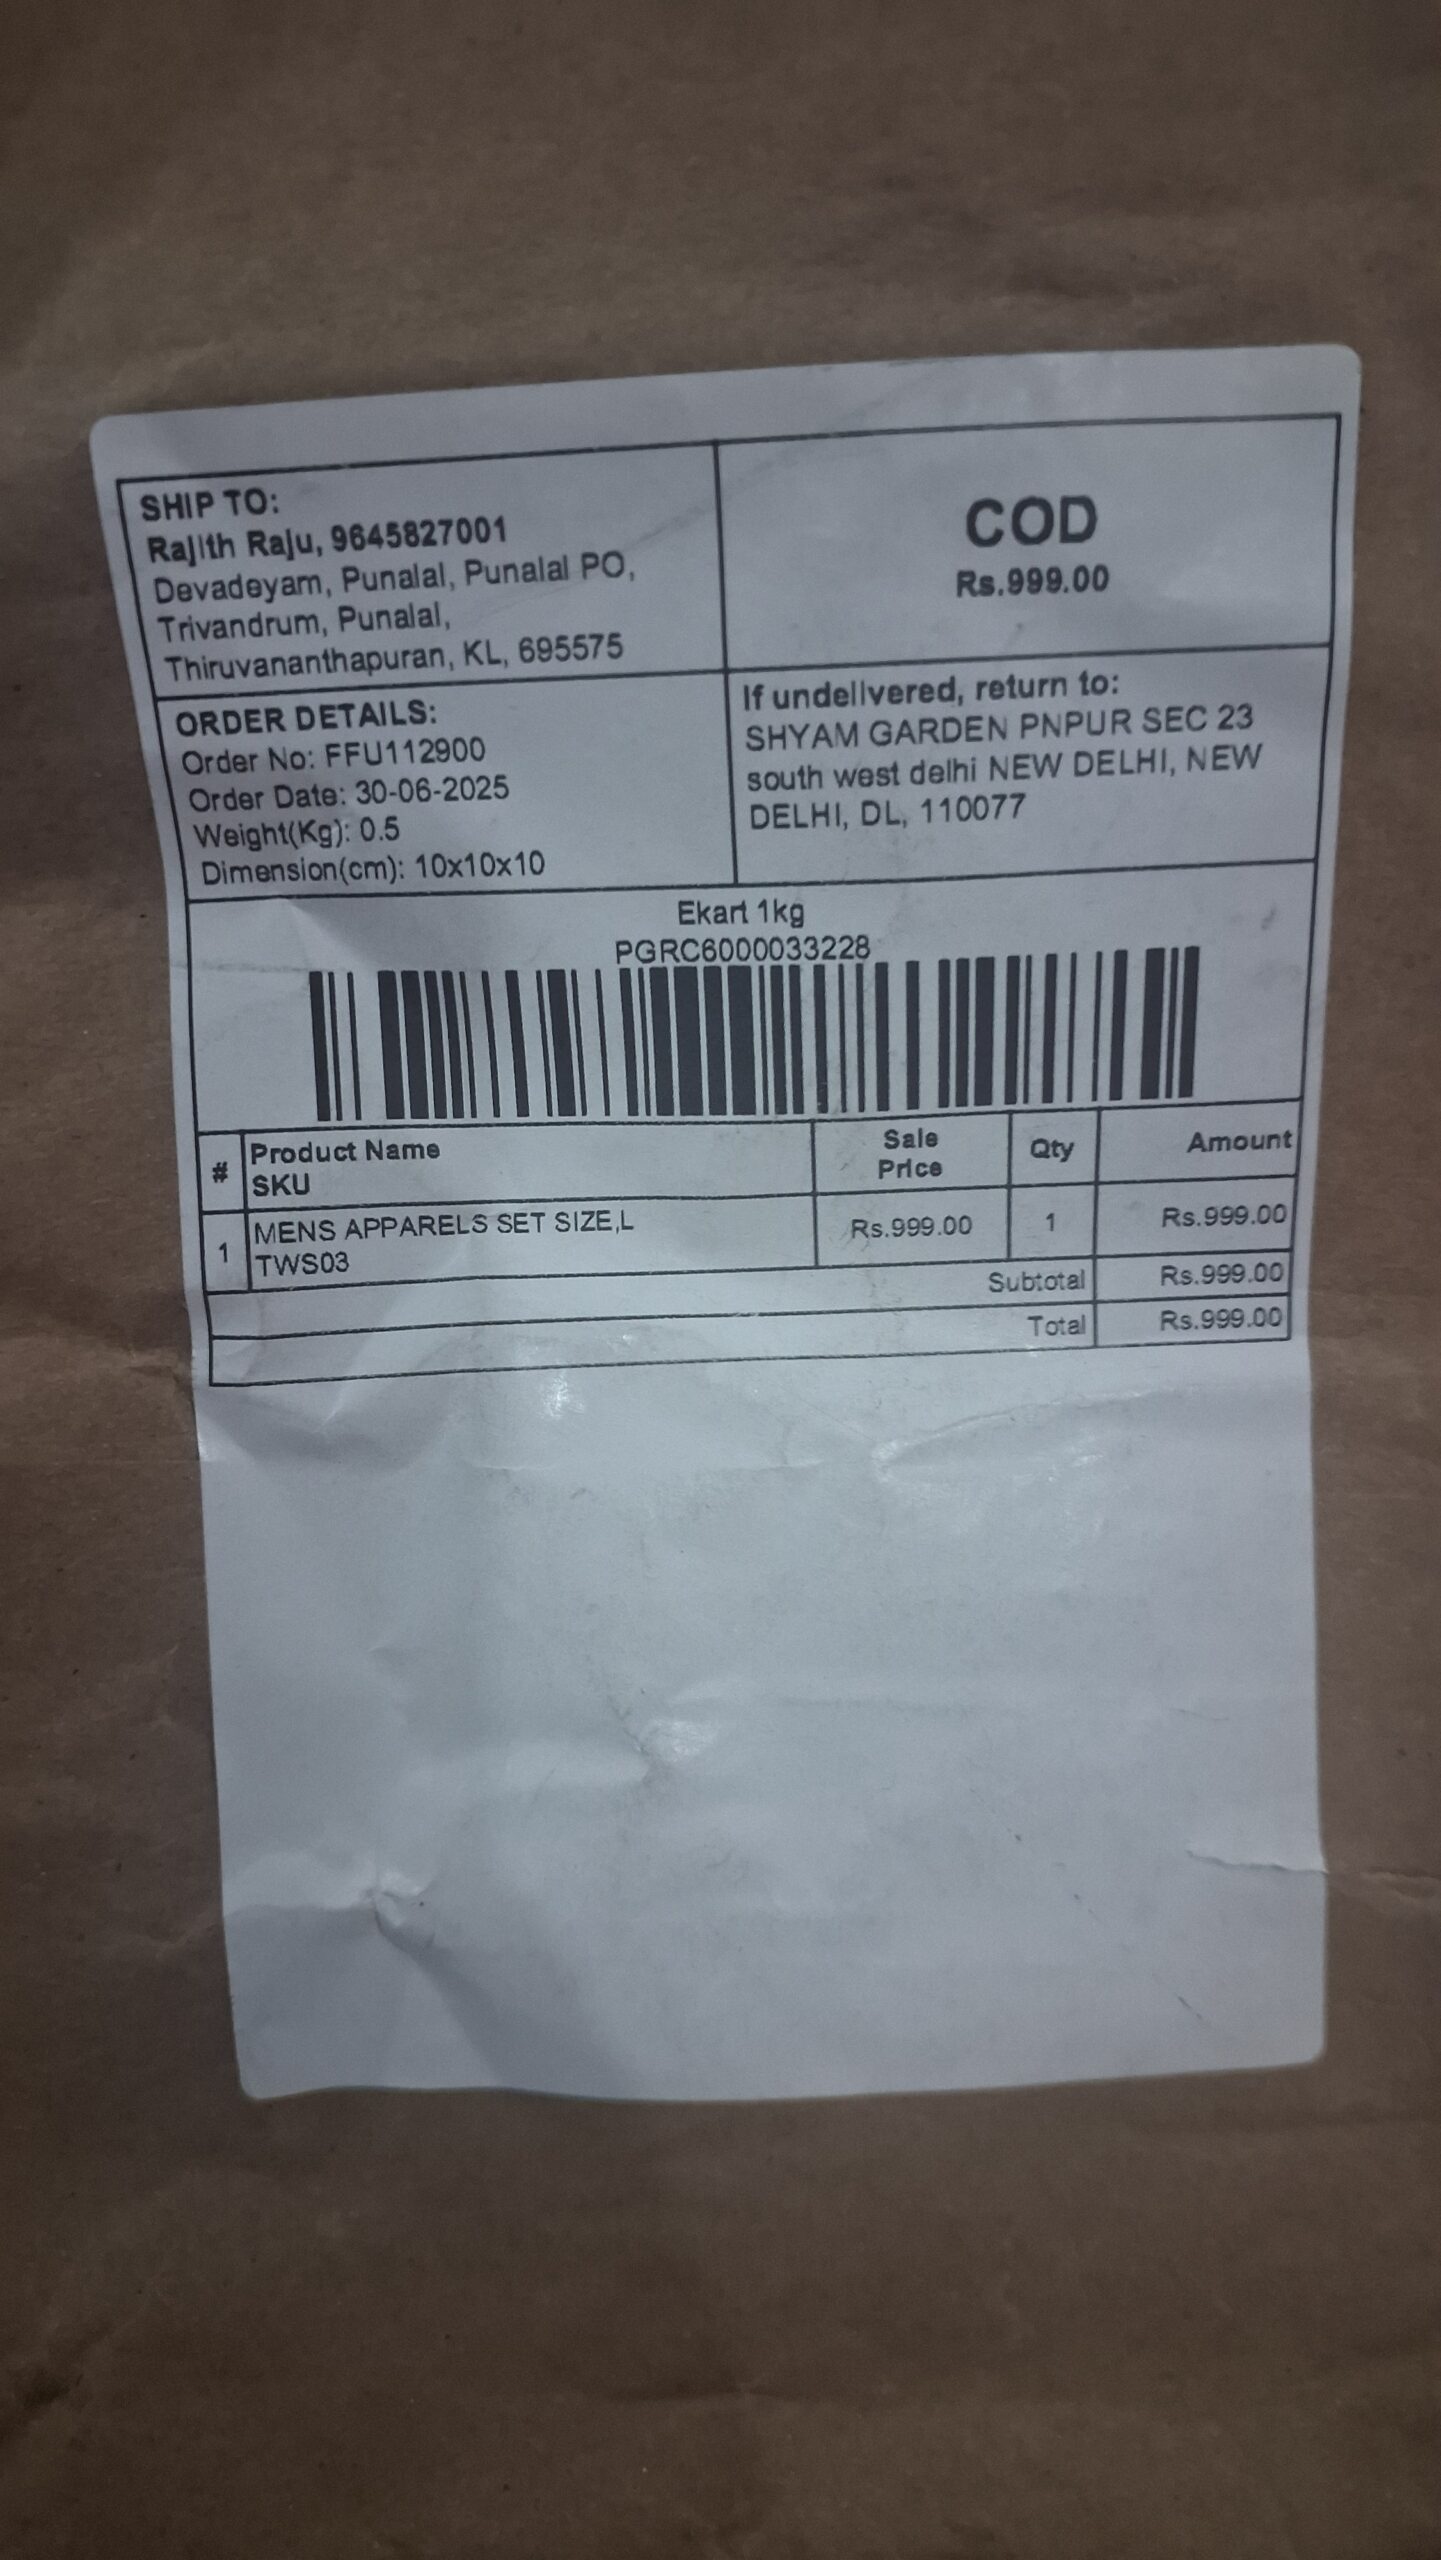 SHIP TO:
Rajith Raju, 9645827001
Devadeyam, Punalal, Punalal PO,
Trivandrum, Punalal,
Thiruvananthapuran, KL, 695575
COD
Rs.999.00
ORDER DETAILS:
Order No: FFU112900
Order Date: 30-06-2025
Weight(Kg): 0.5
Dimension(cm): 10x10x10
If undelivered, return to:
SHYAM GARDEN PNPUR SEC 23
south west delhi NEW DELHI, NEW
DELHI, DL, 110077
Ekart 1kg
PGRC6000033228
# Product Name SKU Sale Price Qty Amount
1 MENS APPARELS SET SIZE,L TWS03 Rs.999.00 1 Rs.999.00
Subtotal Rs.999.00
Total Rs.999.00